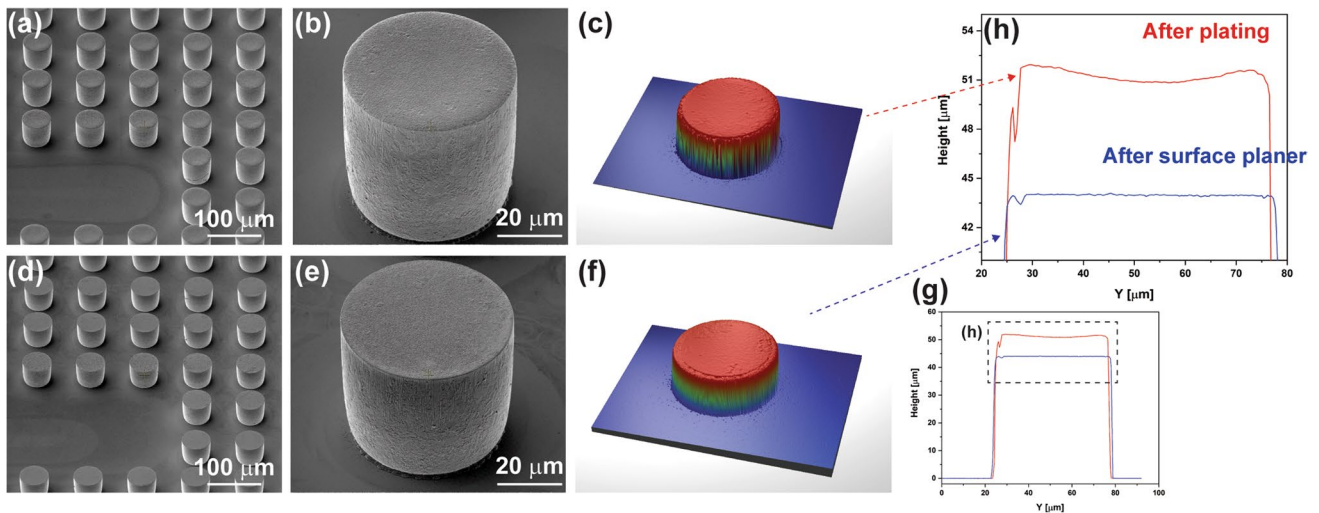 (a)
100 μm
(b)
20 μm
(c)
(d)
100 μm
(e)
20 μm
(f)
(h)
After plating
After surface planer
Height [μm]
54
51
48
45
42
20
30
40
50
60
70
80
Y [μm]
(g)
(h)
Height [μm]
60
50
40
30
20
10
0
0
20
40
60
80
100
Y [μm]